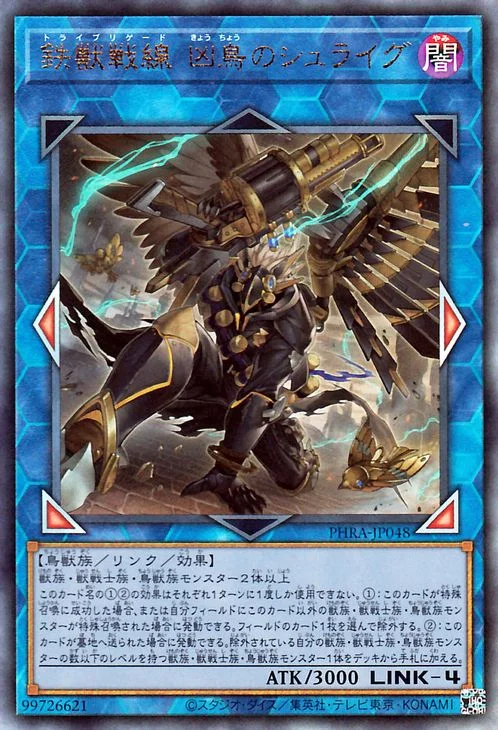 トライブリゲード きょうちょう
鉄獣戦線 凶鳥のシュライグ
やみ
闇
PHRA-JP048
【鳥獣族／リンク／効果】
獣族・獣戦士族・鳥獣族モンスター２体以上
このカード名の①②の効果はそれぞれ１ターンに１度しか使用できない。①：このカードが特殊
召喚に成功した場合、または自分フィールドにこのカード以外の獣族・獣戦士族・鳥獣族モン
スターが特殊召喚された場合に発動できる。フィールドのカード１枚を選んで除外する。②：この
カードが墓地へ送られた場合に発動できる。除外されている自分の獣族・獣戦士族・鳥獣族モンス
ターの数以下のレベルを持つ獣族・獣戦士族・鳥獣族モンスター１体をデッキから手札に加える。
ATK/3000 LINK-4
99726621
©スタジオ・ダイス／集英社・テレビ東京・KONAMI